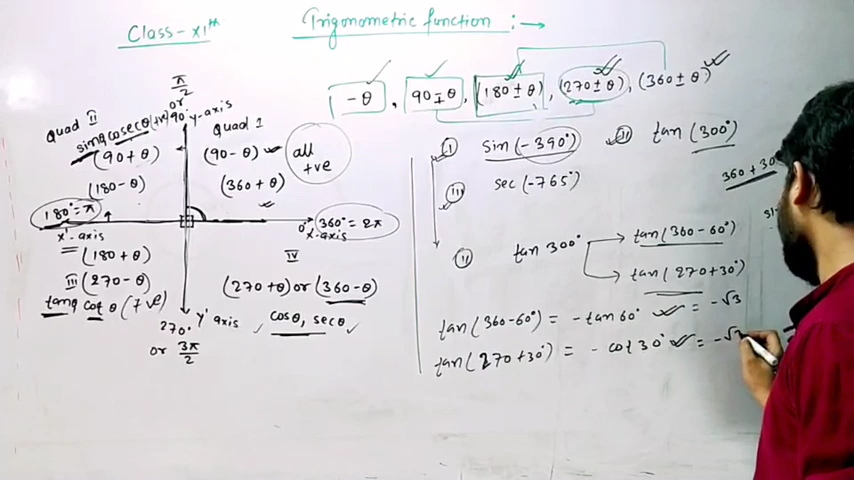 Class - XIth
Trigonometric function :→
-θ, 90∓θ, (180 ± θ), (270 ± θ), (360 ± θ)
π/2
or
90° y-axis
Quad II
Quad 1
sinθ cosecθ (+ve)
all
+ve
(90 + θ)
(90 - θ)
(180 - θ)
(360 + θ)
180° = π
0°
360° = 2π
x'-axis
x-axis
(180 + θ)
III (270 - θ)
tanθ cot θ (+ve)
IV
(270 + θ) or (360 - θ)
cosθ, secθ
270° y' axis
or 3π/2
I sin (-390°)
II tan (300°)
III sec (-765°)
360 + 30
II tan 300° → tan (360 - 60°)
→ tan (270 + 30°)
tan (360 - 60°) = - tan 60° = -√3
tan (270 + 30°) = - cot 30° = -√3